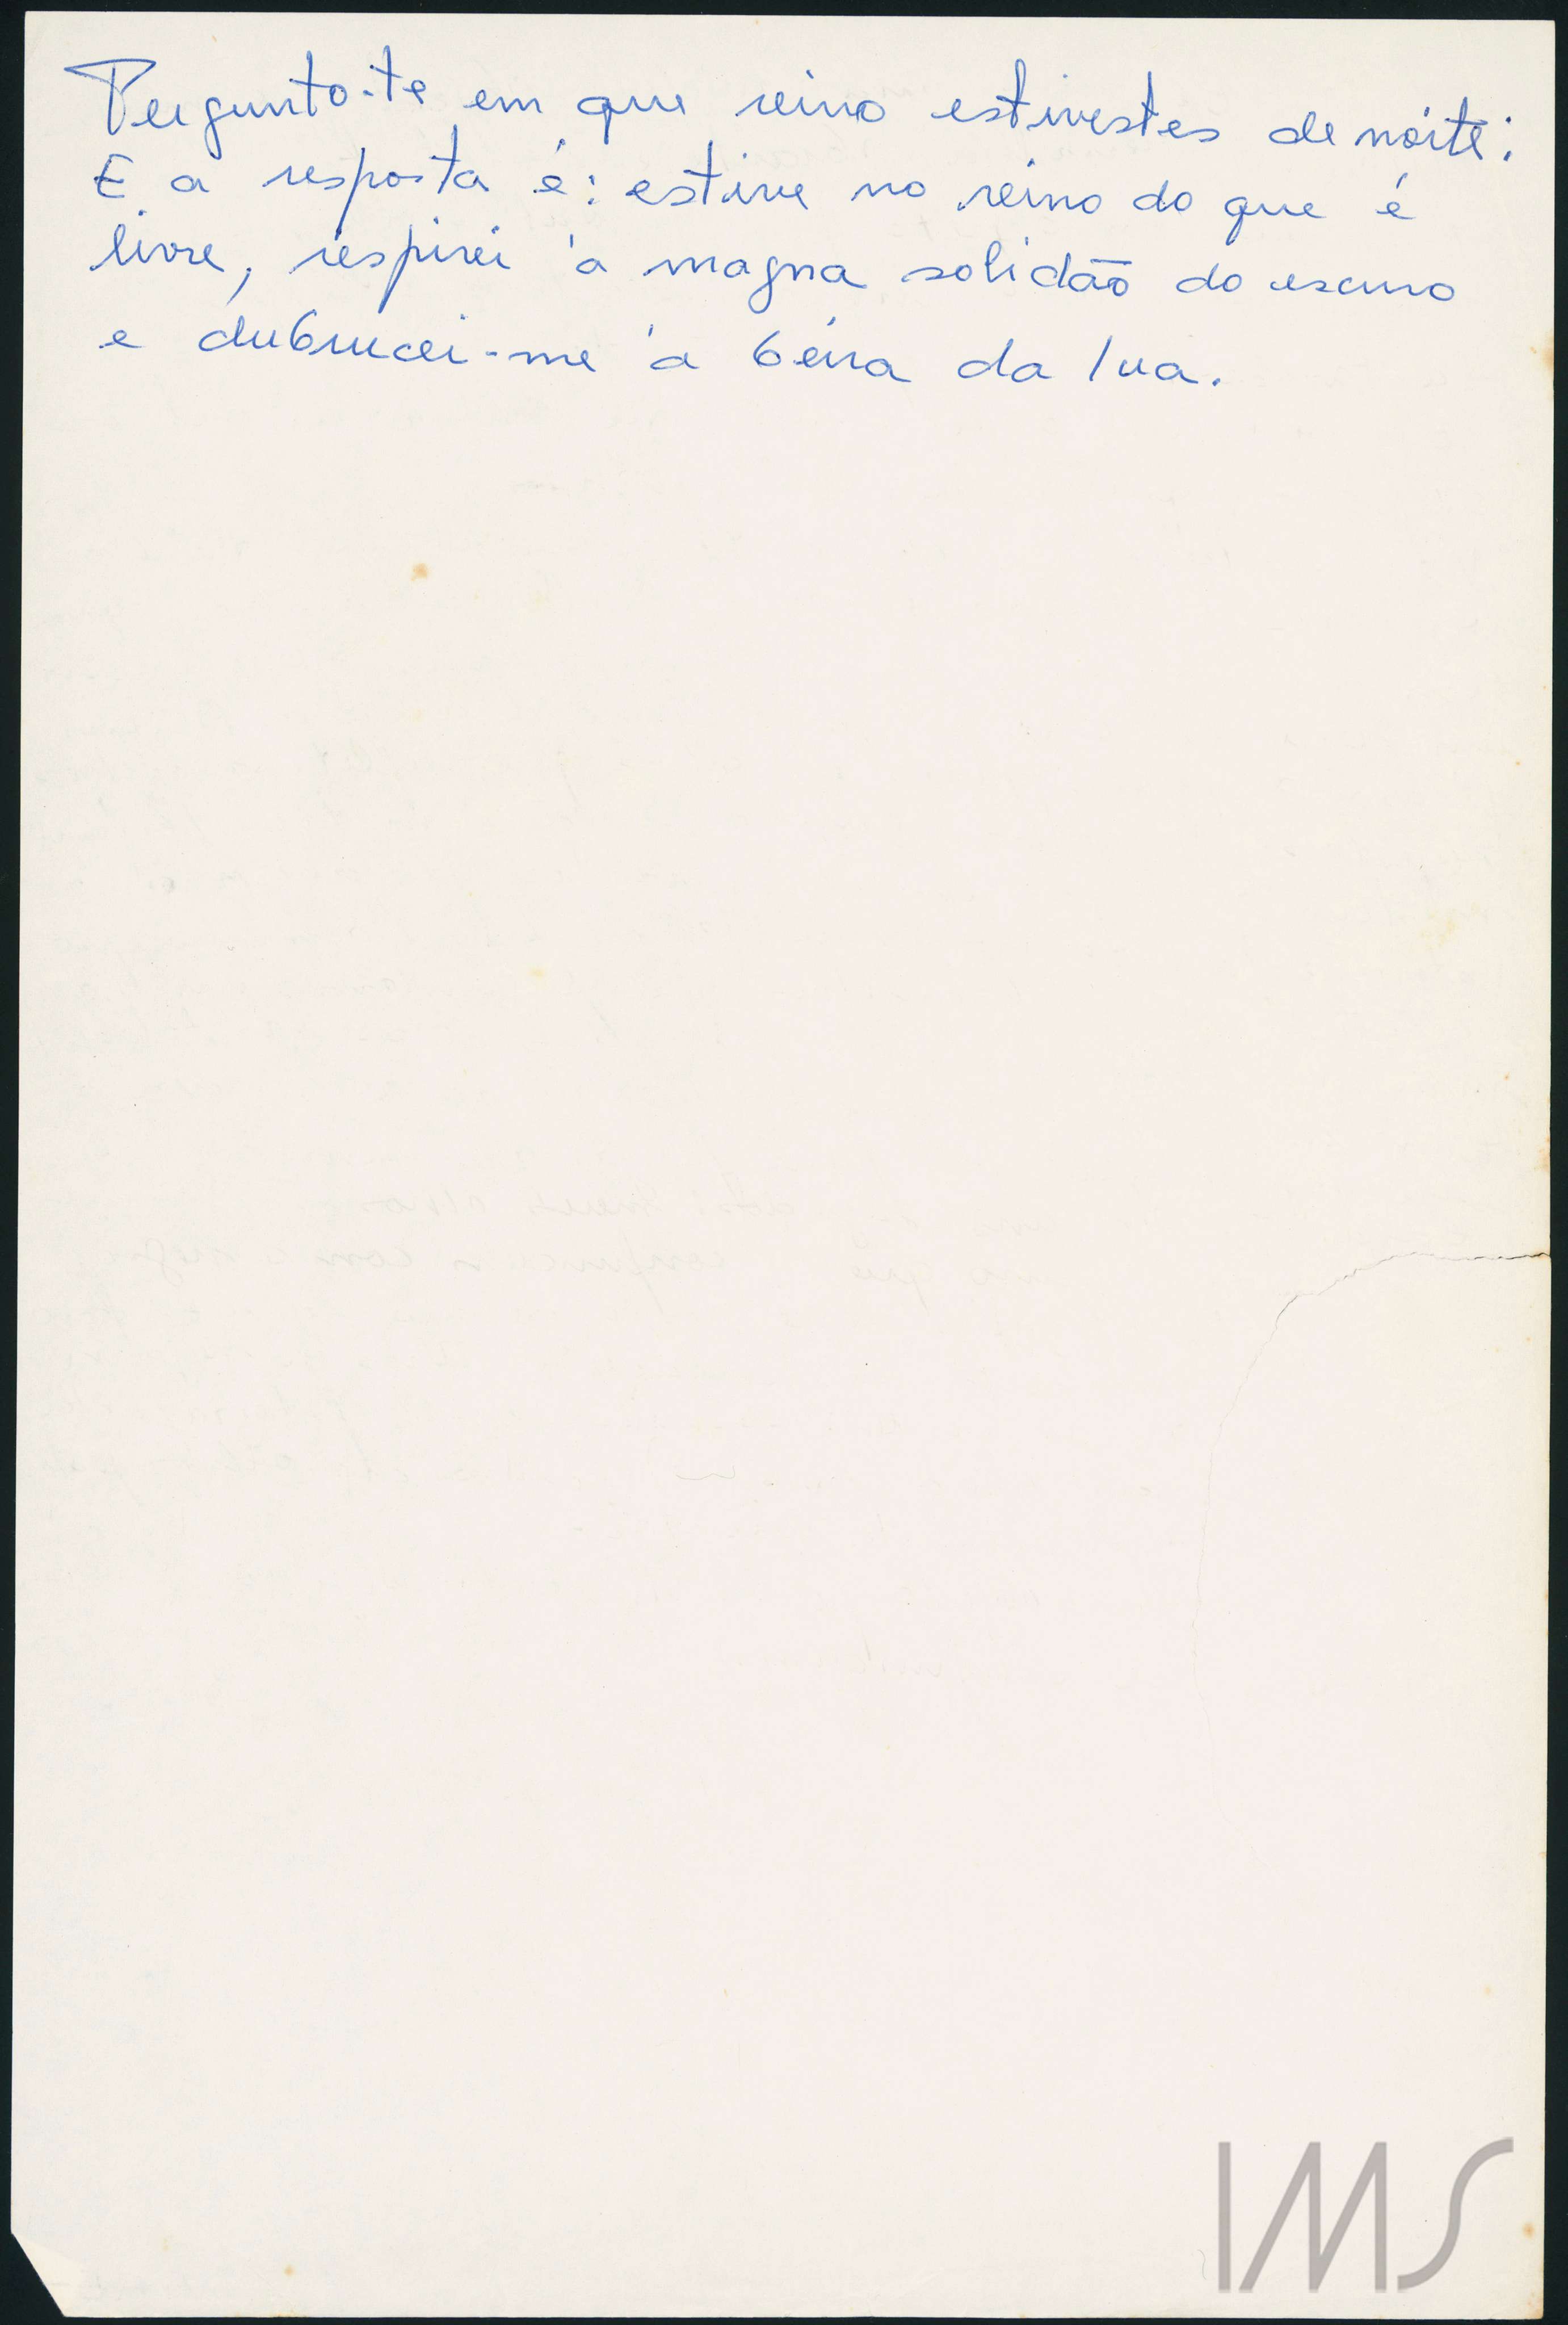 Pergunto-te em que reino estivestes de noite:
E a resposta é: estive no reino do que é
livre, respirei a magna solidão do escuro
e dubrucei-me à beira da lua.
IMS